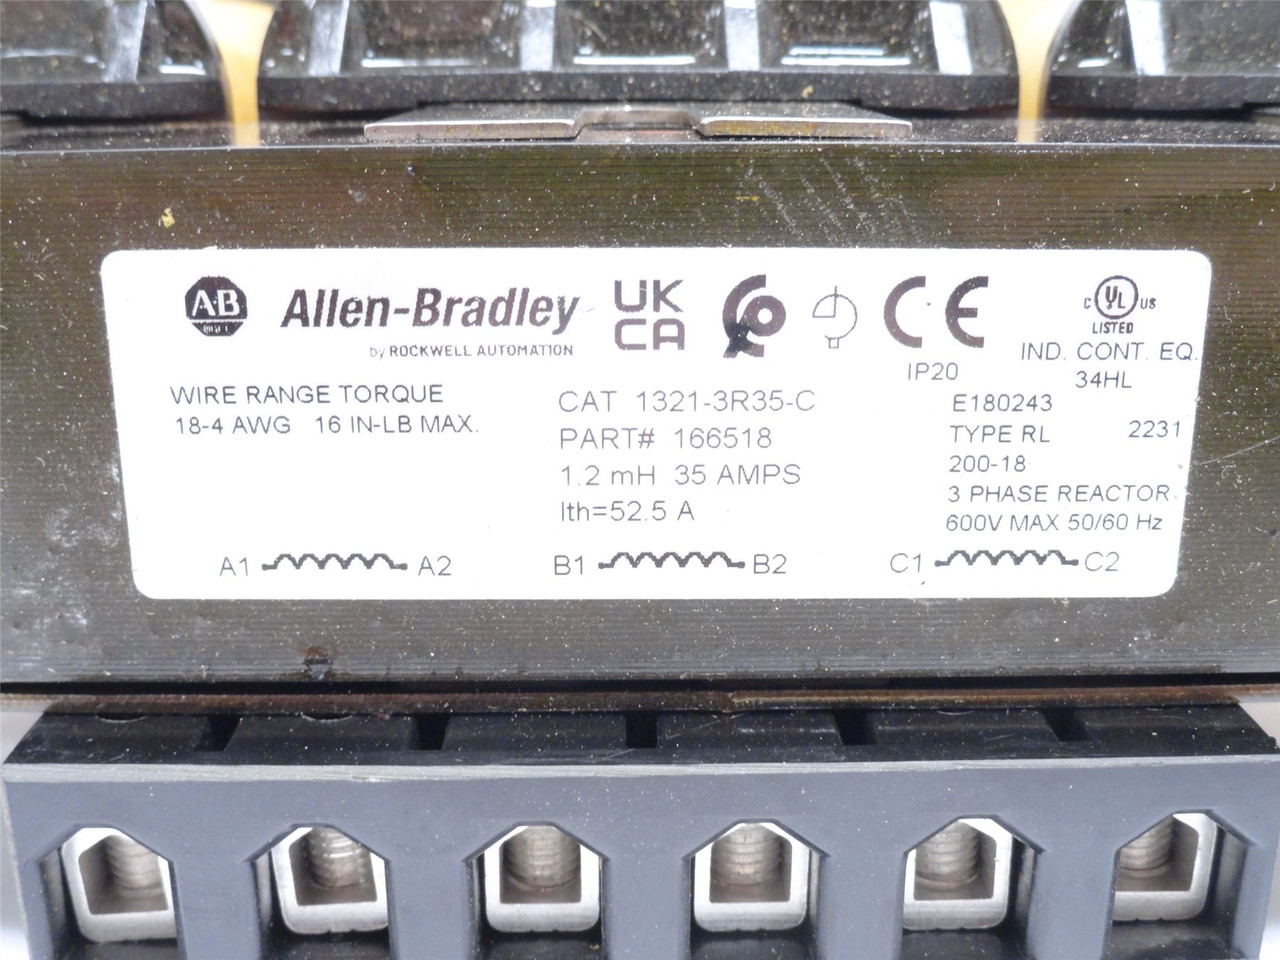 A-B
Allen-Bradley
by ROCKWELL AUTOMATION
UK
CA
CE
IP20
C UL US
LISTED
IND. CONT. EQ.
34HL
WIRE RANGE TORQUE
18-4 AWG 16 IN-LB MAX.
CAT 1321-3R35-C
PART# 166518
1.2 mH 35 AMPS
Ith=52.5 A
E180243
TYPE RL 2231
200-18
3 PHASE REACTOR
600V MAX 50/60 Hz
A1 A2 B1 B2 C1 C2